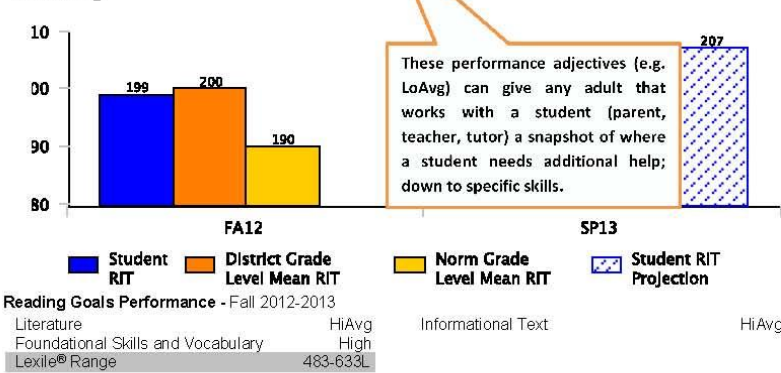 10
207
199
200
00
190
90
80
These performance adjectives (e.g.
LoAvg) can give any adult that
works with a student (parent,
teacher, tutor) a snapshot of where
a student needs additional help;
down to specific skills.
FA12 SP13
Student RIT
District Grade Level Mean RIT
Norm Grade Level Mean RIT
Student RIT Projection
Reading Goals Performance - Fall 2012-2013
Literature HiAvg Informational Text HiAvg
Foundational Skills and Vocabulary High
Lexile® Range 483-633L